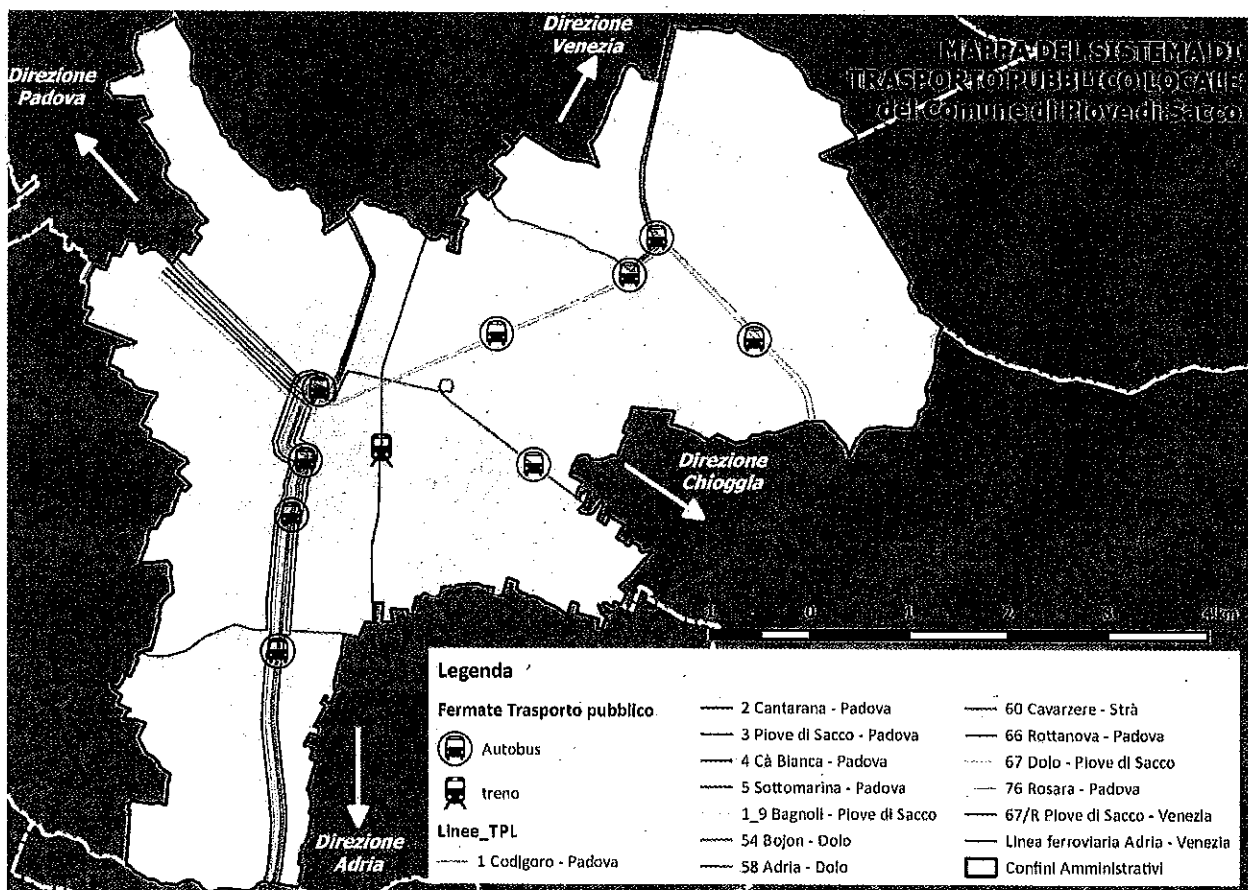 Direzione
Padova
Direzione
Venezia
MAPPA DEL SISTEMA DI
TRASPORTO PUBBLICO LOCALE
del Comune di Piove di Sacco
Direzione
Chioggia
Direzione
Adria
1 0 1 2 3 4 km
Legenda
Fermate Trasporto pubblico
Autobus
treno
Linee_TPL
1 Codigoro - Padova
2 Cantarana - Padova
3 Piove di Sacco - Padova
4 Cà Bianca - Padova
5 Sottomarina - Padova
1_9 Bagnoli - Piove di Sacco
54 Bojon - Dolo
58 Adria - Dolo
60 Cavarzere - Strà
66 Rottanova - Padova
67 Dolo - Piove di Sacco
76 Rosara - Padova
67/R Piove di Sacco - Venezia
Linea ferroviaria Adria - Venezia
Confini Amministrativi